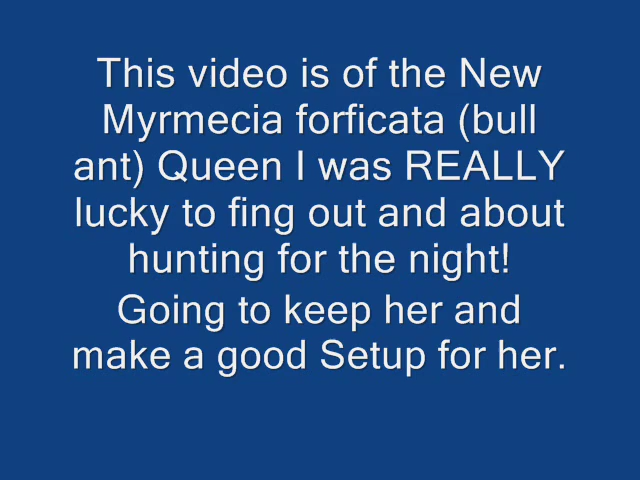 This video is of the New
Myrmecia forficata (bull
ant) Queen I was REALLY
lucky to fing out and about
hunting for the night!
Going to keep her and
make a good Setup for her.